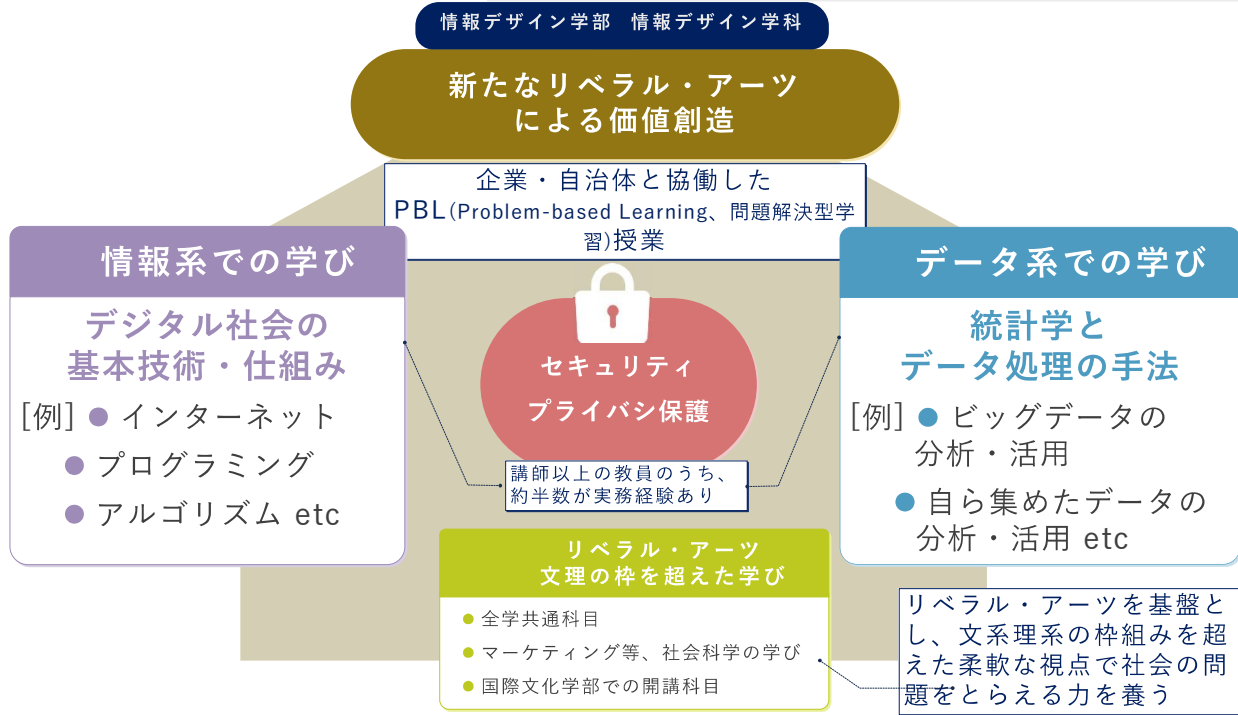 情報デザイン学部　情報デザイン学科
新たなリベラル・アーツ
による価値創造
企業・自治体と協働した
PBL(Problem-based Learning、問題解決型学
習)授業
情報系での学び
デジタル社会の
基本技術・仕組み
[例] ● インターネット
● プログラミング
● アルゴリズム etc
セキュリティ
プライバシ保護
講師以上の教員のうち、
約半数が実務経験あり
データ系での学び
統計学と
データ処理の手法
[例] ● ビッグデータの
分析・活用
● 自ら集めたデータの
分析・活用 etc
リベラル・アーツ
文理の枠を超えた学び
● 全学共通科目
● マーケティング等、社会科学の学び
● 国際文化学部での開講科目
リベラル・アーツを基盤と
し、文系理系の枠組みを超
えた柔軟な視点で社会の問
題をとらえる力を養う